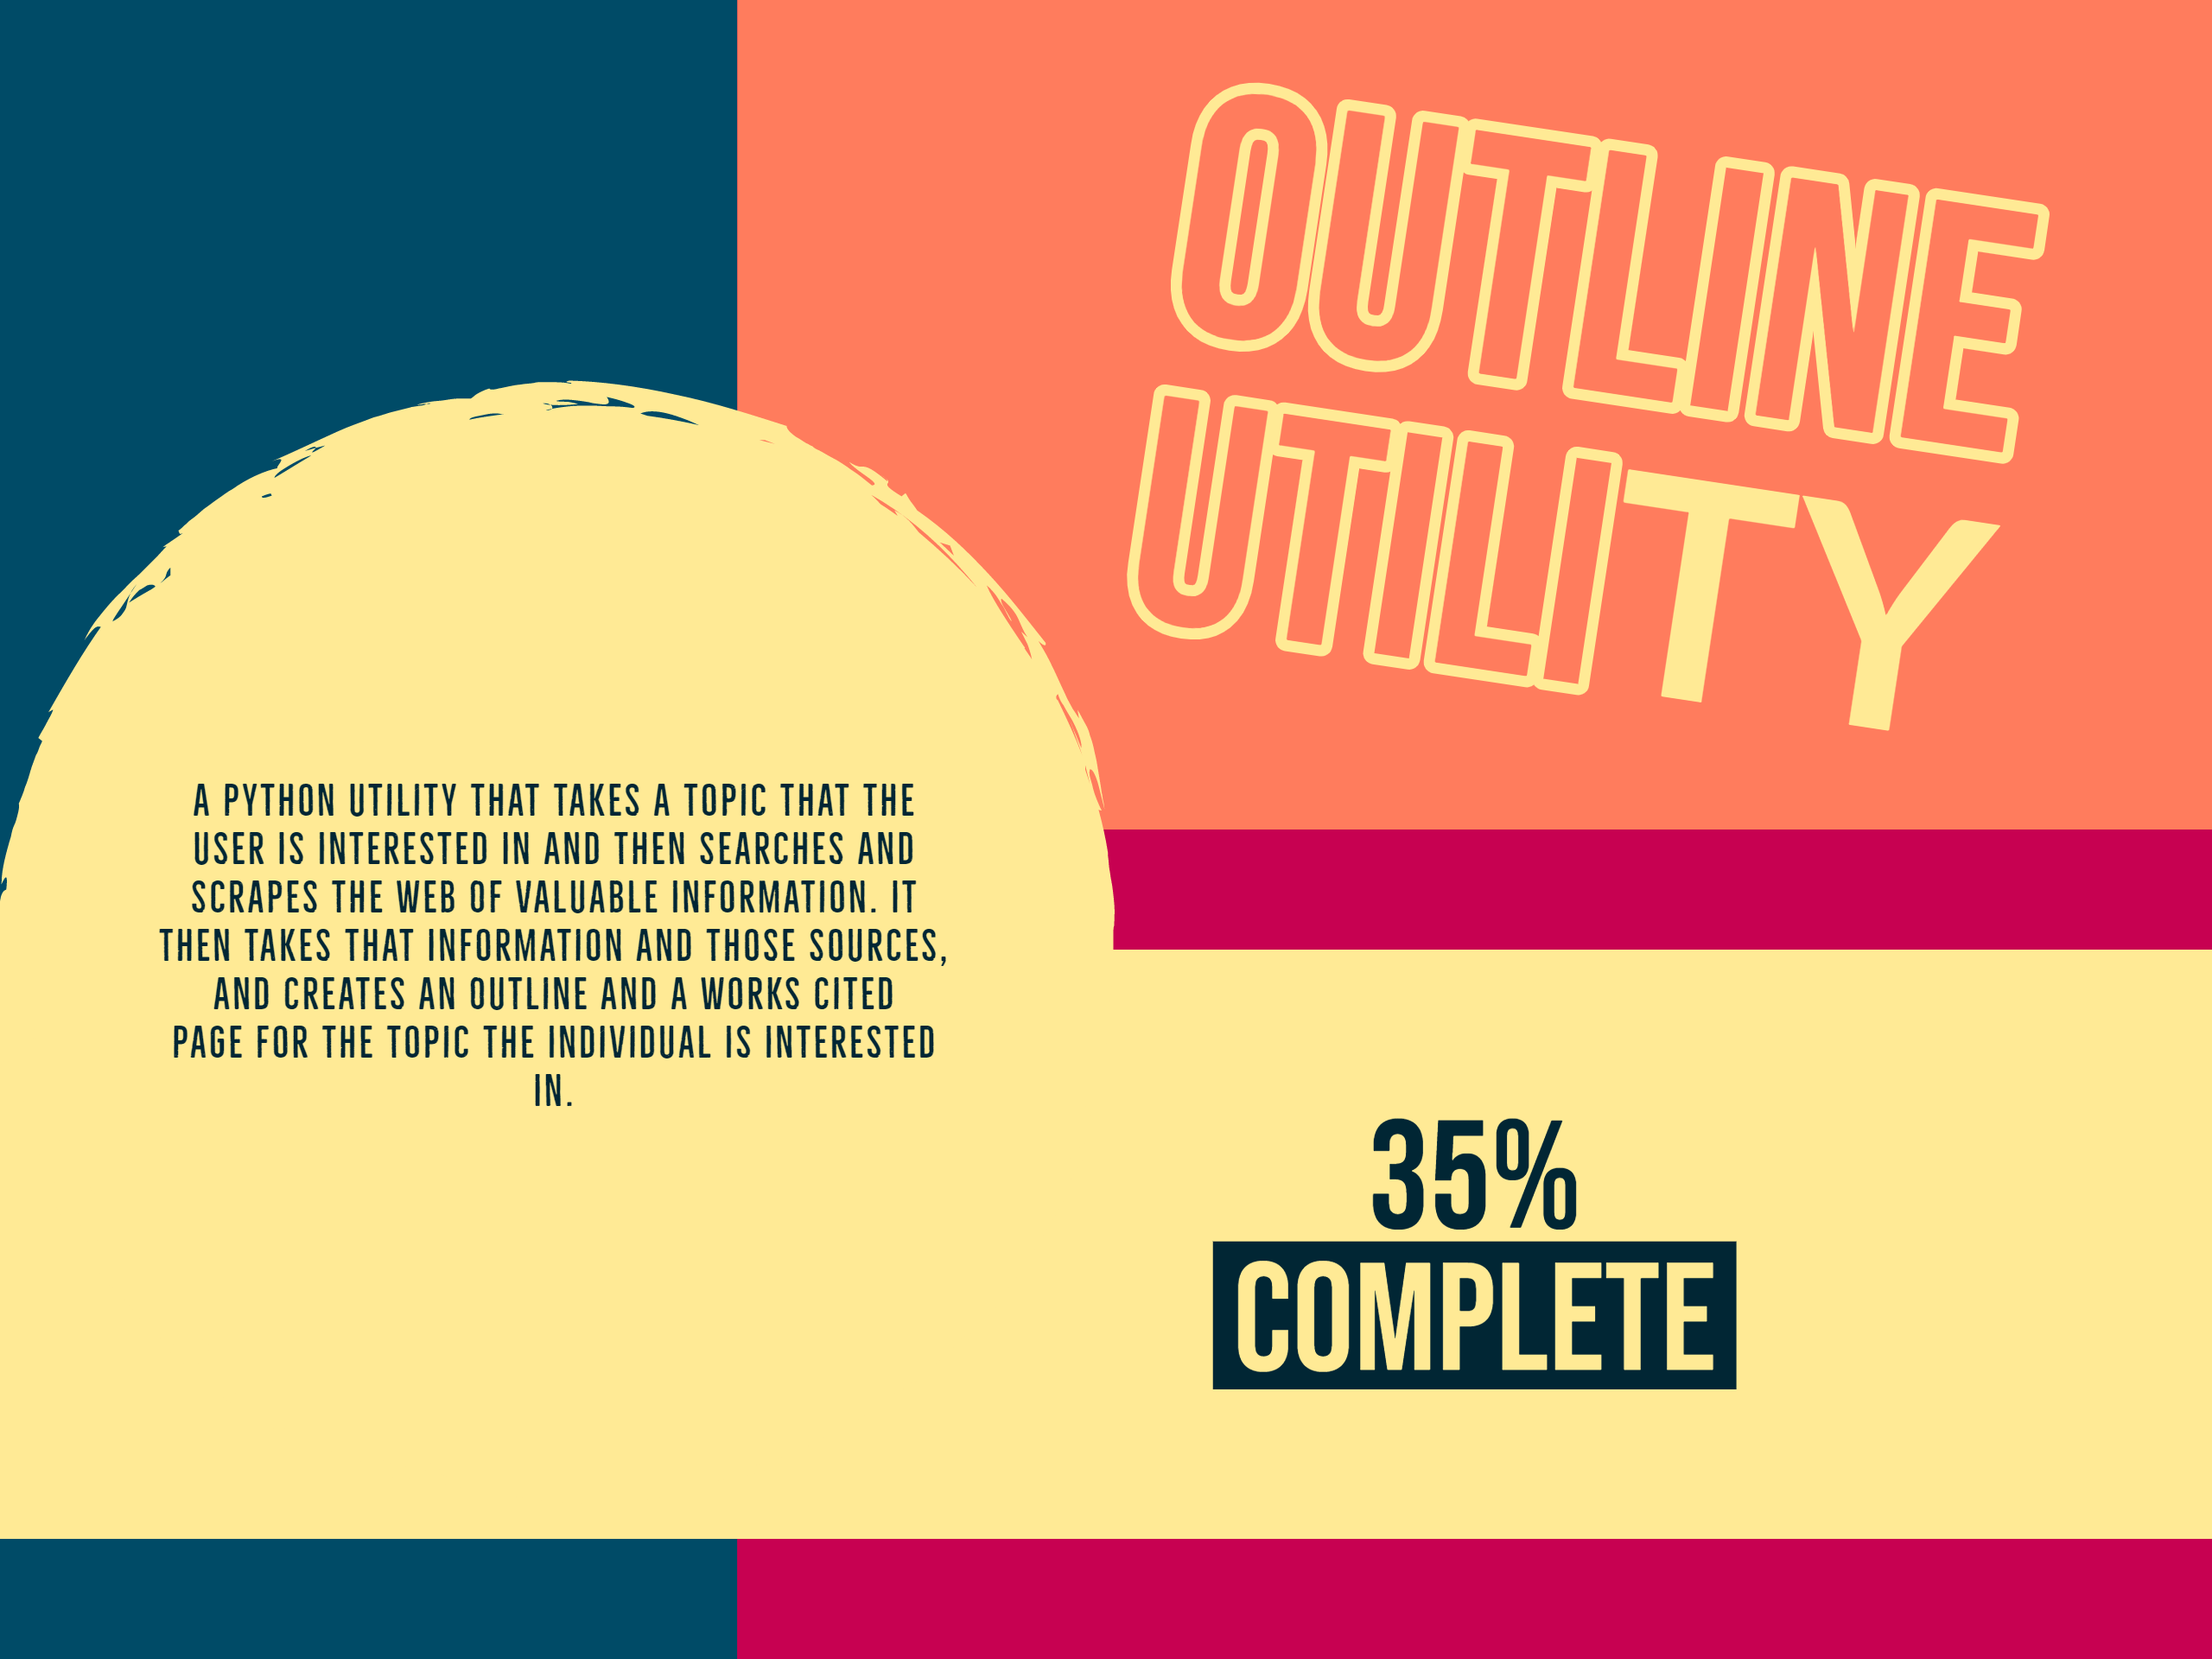 OUTLINE
UTILITY
A PYTHON UTILITY THAT TAKES A TOPIC THAT THE
USER IS INTERESTED IN AND THEN SEARCHES AND
SCRAPES THE WEB OF VALUABLE INFORMATION. IT
THEN TAKES THAT INFORMATION AND THOSE SOURCES,
AND CREATES AN OUTLINE AND A WORKS CITED
PAGE FOR THE TOPIC THE INDIVIDUAL IS INTERESTED
IN.
35%
COMPLETE